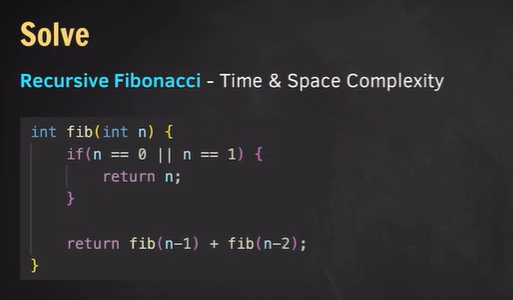 Solve
Recursive Fibonacci - Time & Space Complexity
int fib(int n) {
    if(n == 0 || n == 1) {
        return n;
    }
    return fib(n-1) + fib(n-2);
}